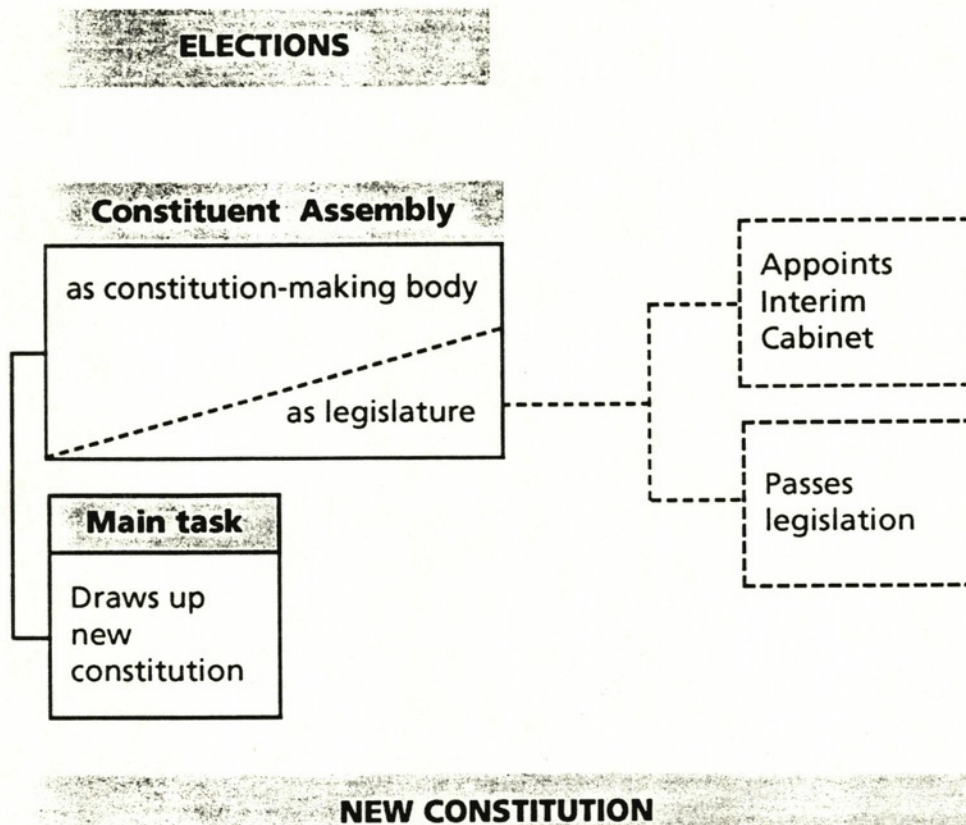 ELECTIONS
Constituent Assembly
as constitution-making body
as legislature
Appoints
Interim
Cabinet
Passes
legislation
Main task
Draws up
new
constitution
NEW CONSTITUTION